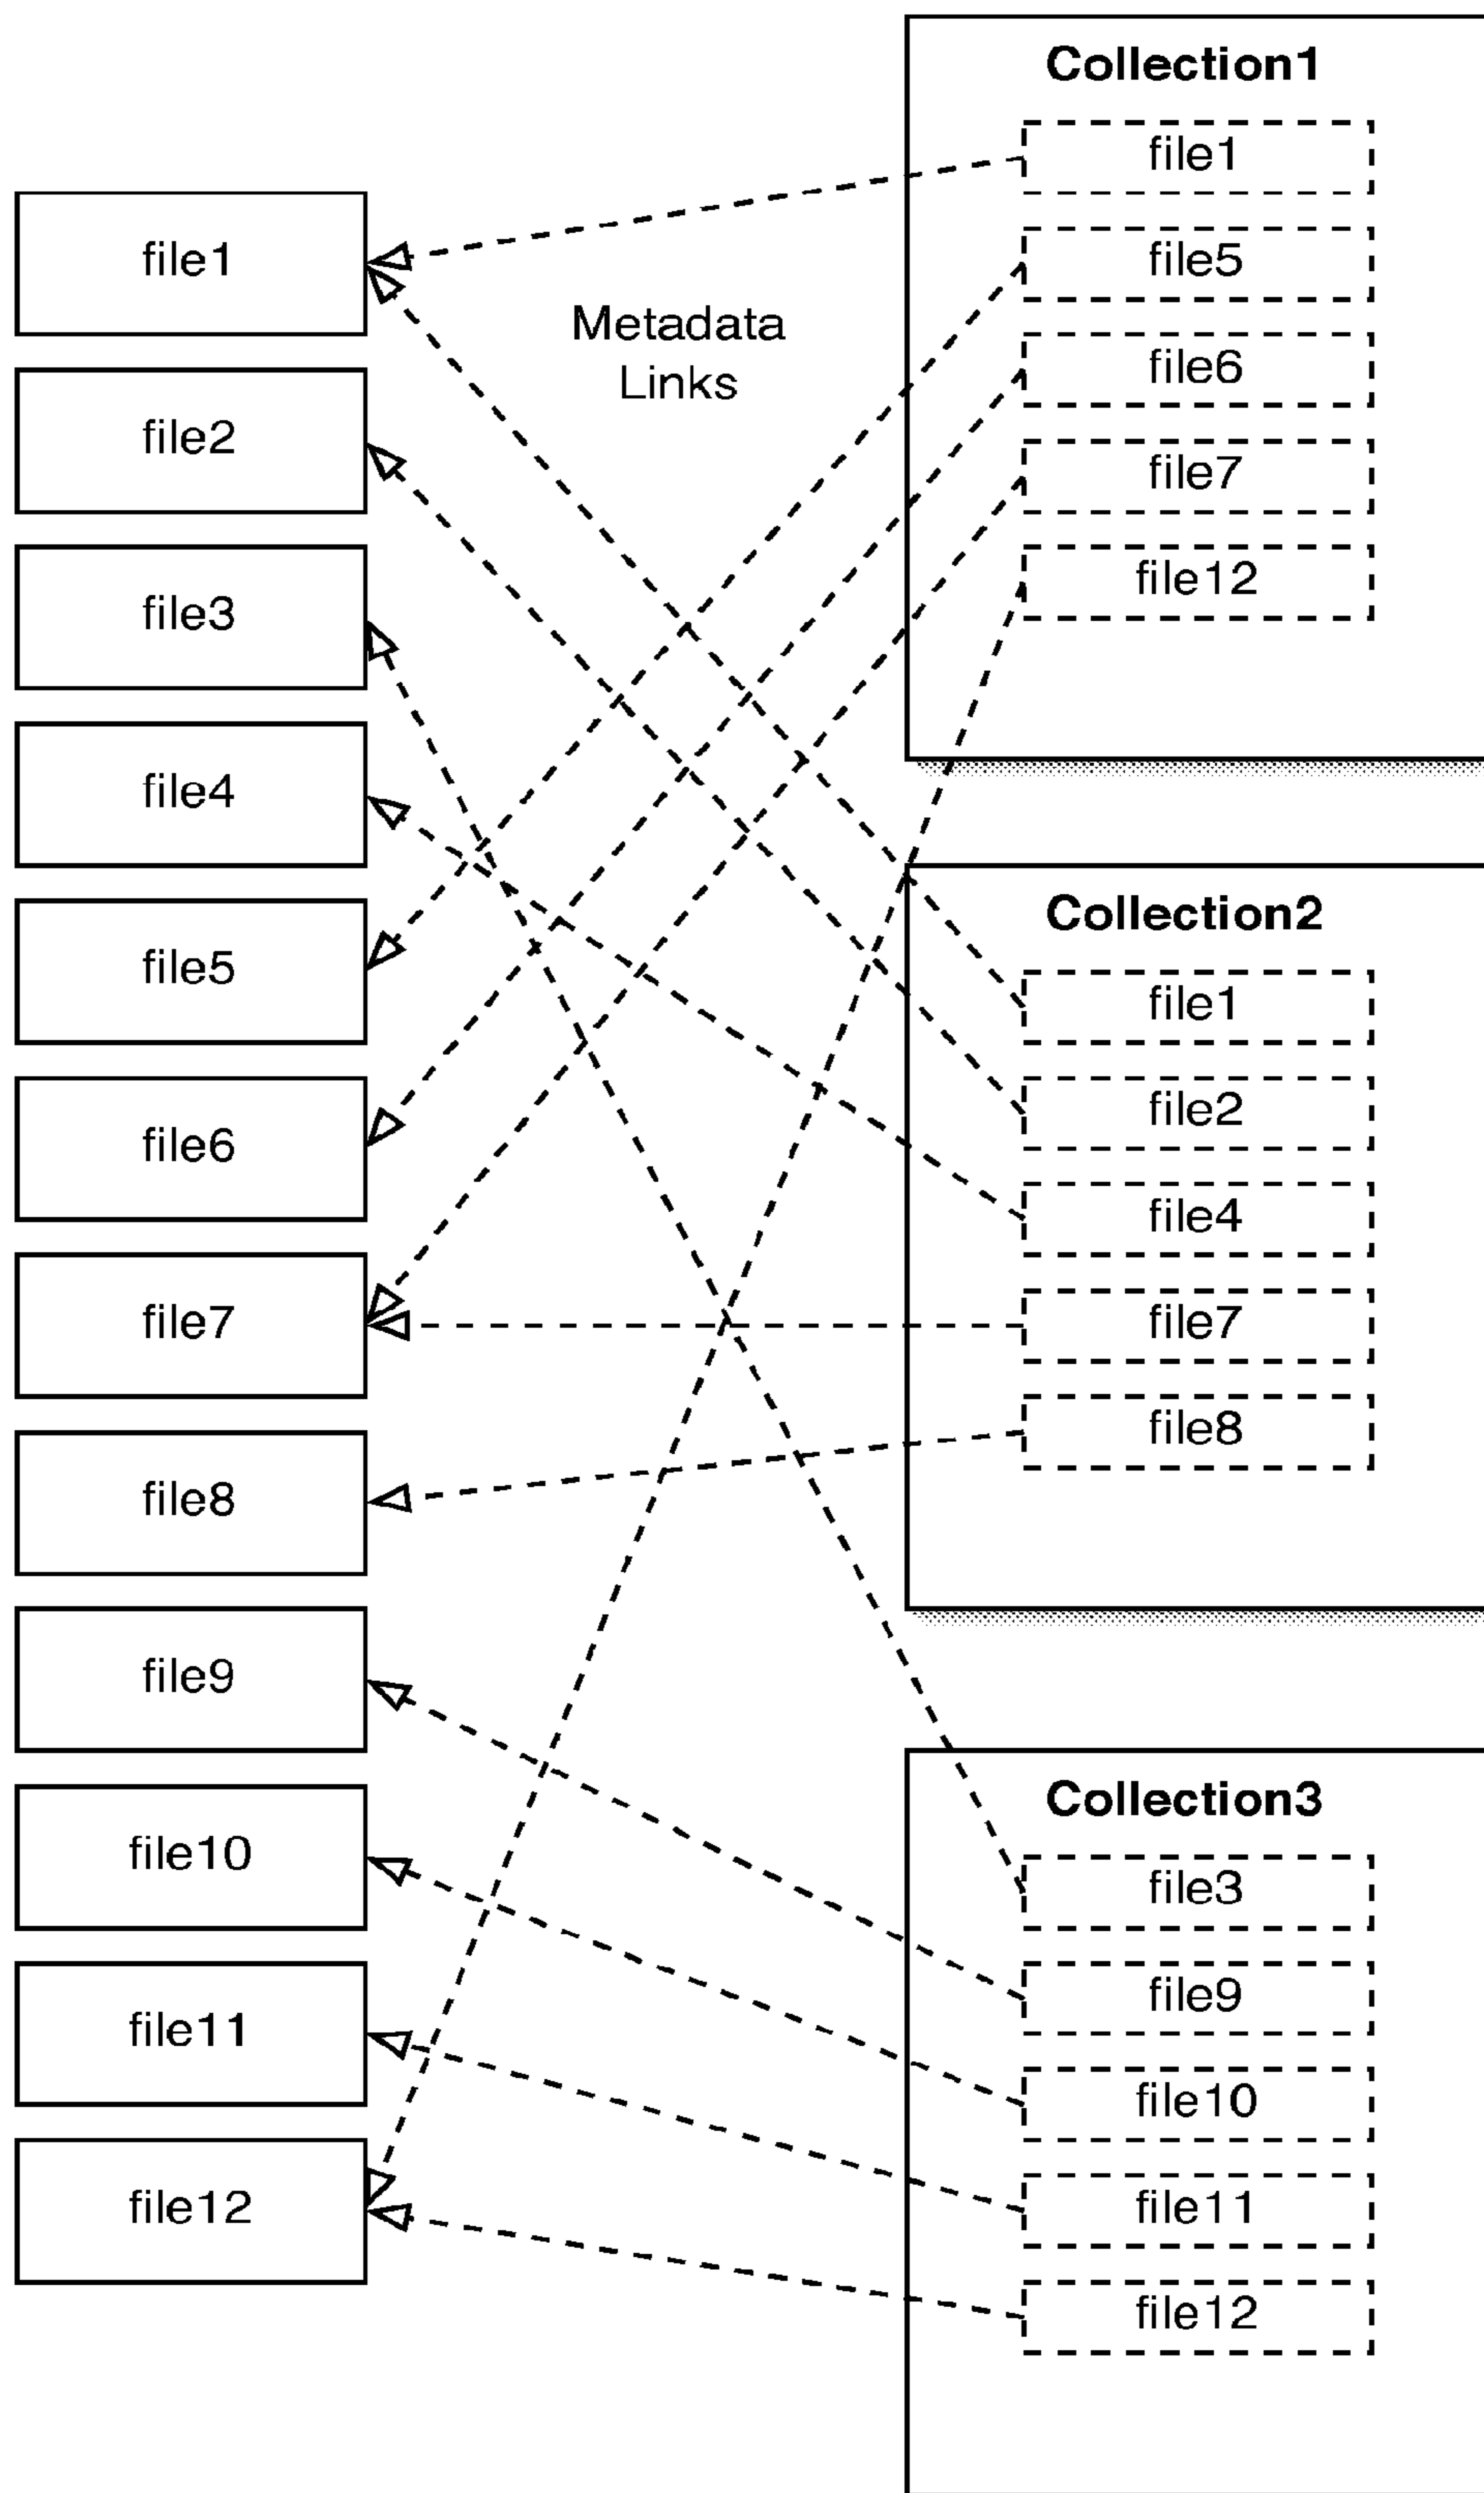 file1
file2
file3
file4
file5
file6
file7
file8
file9
file10
file11
file12
Metadata
Links
Collection1
file1
file5
file6
file7
file12
Collection2
file1
file2
file4
file7
file8
Collection3
file3
file9
file10
file11
file12